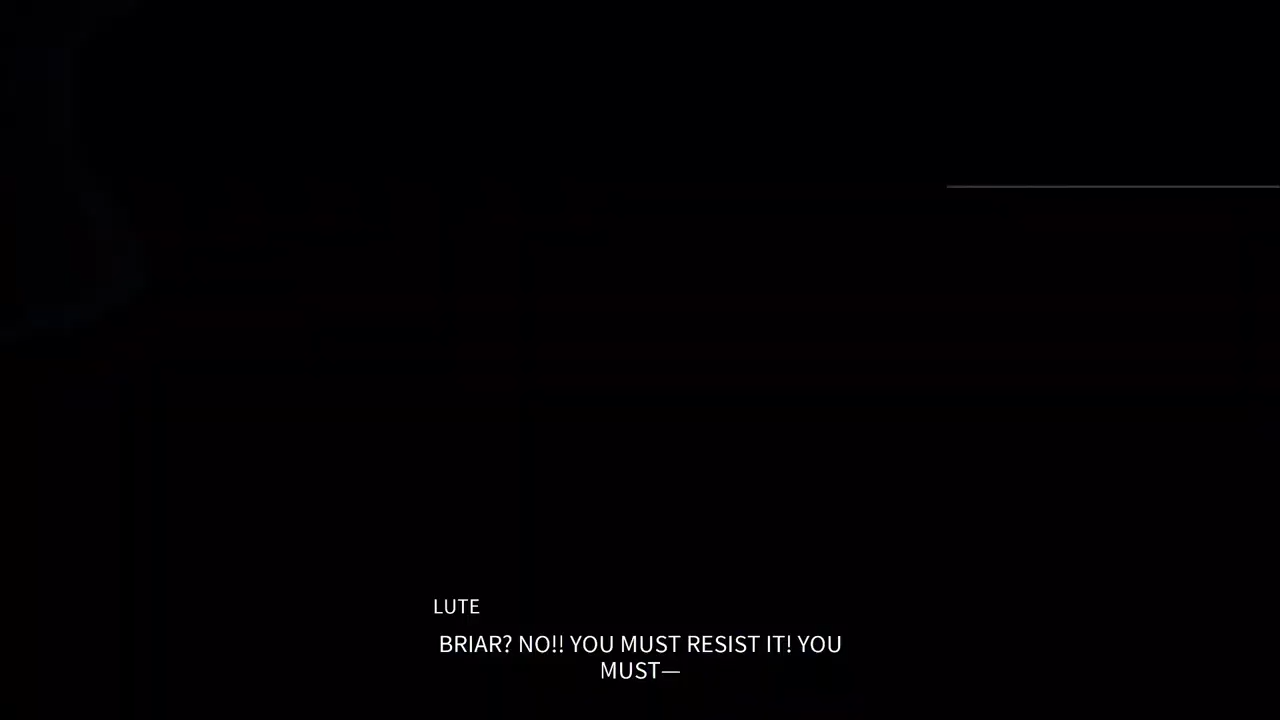 LUTE
BRIAR? NO!! YOU MUST RESIST IT! YOU
MUST—